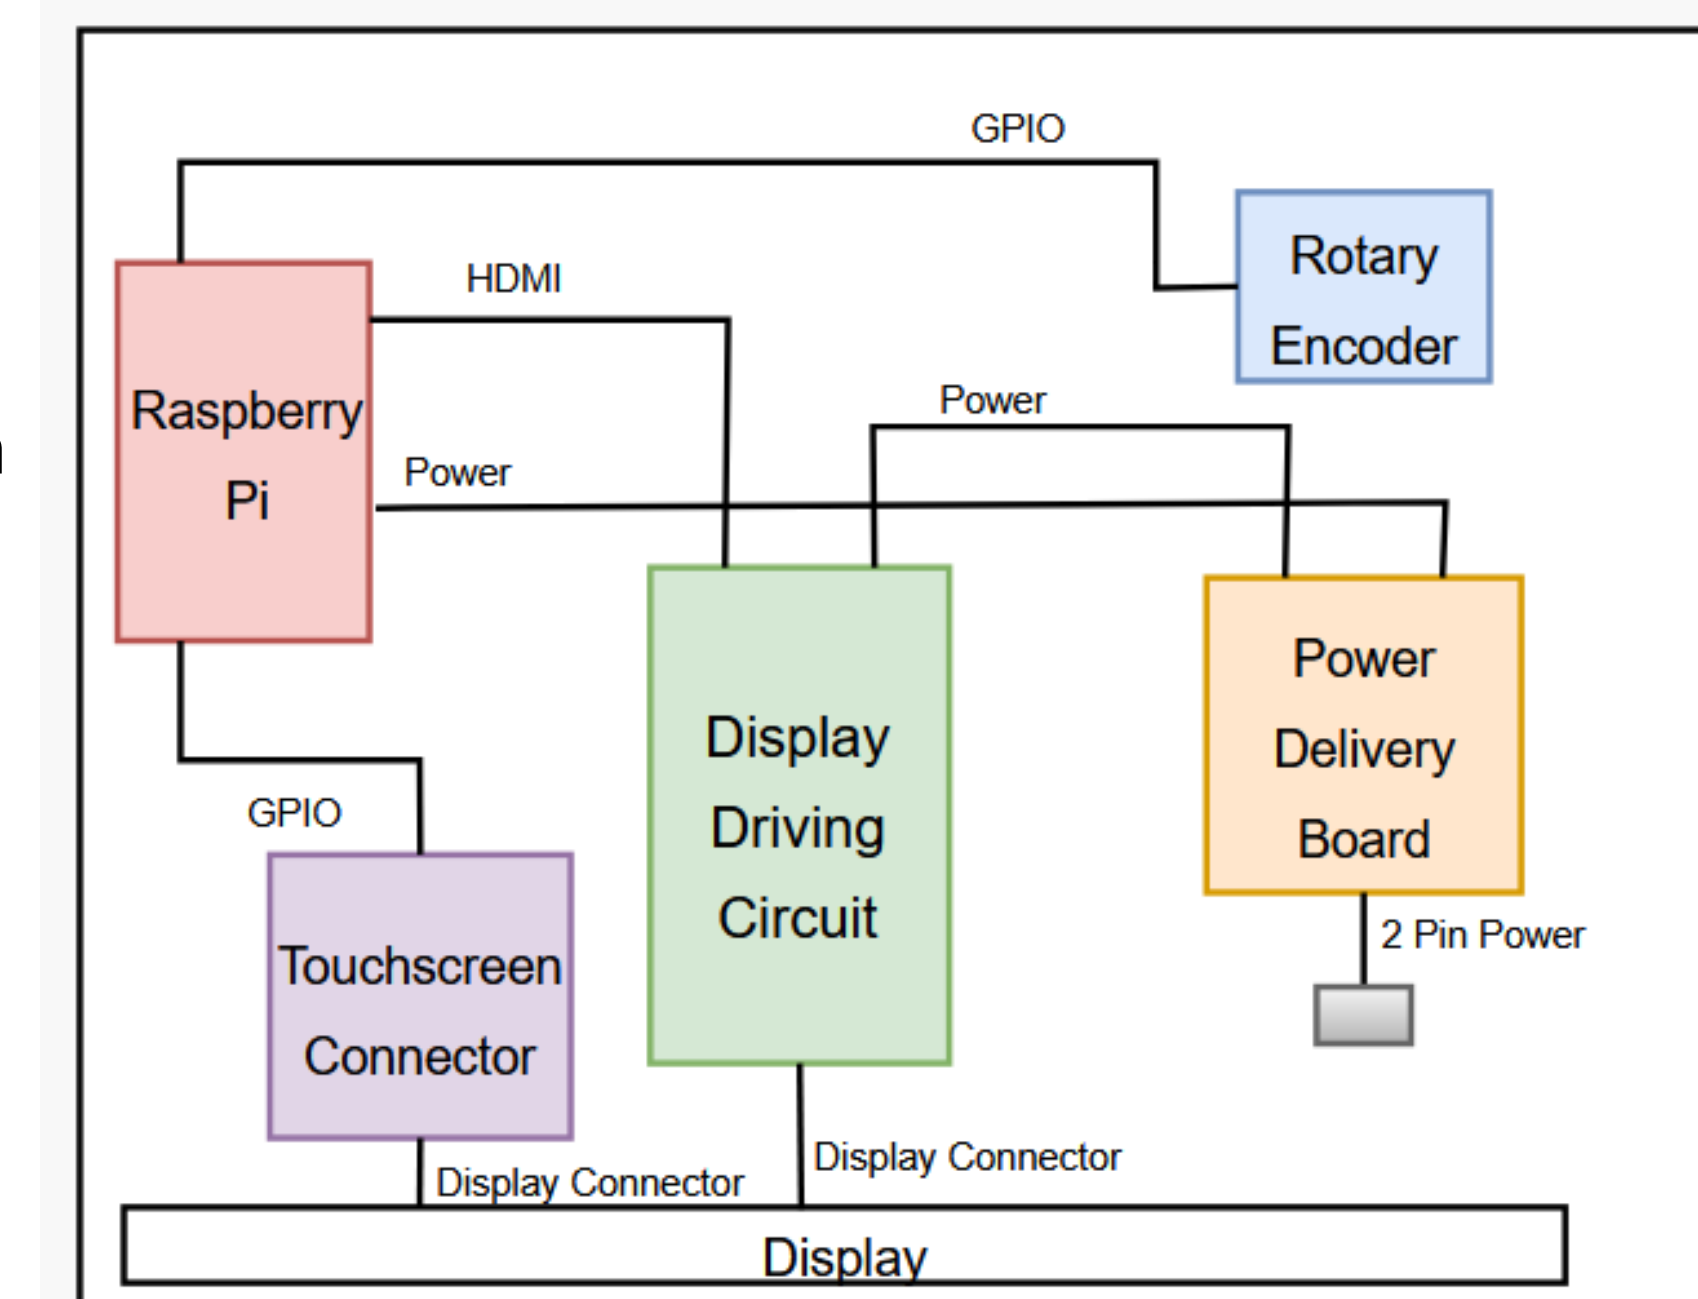 GPIO
Rotary
Encoder
HDMI
Raspberry
Pi
Power
Power
Display
Driving
Circuit
Power
Delivery
Board
2 Pin Power
GPIO
Touchscreen
Connector
Display Connector
Display Connector
Display